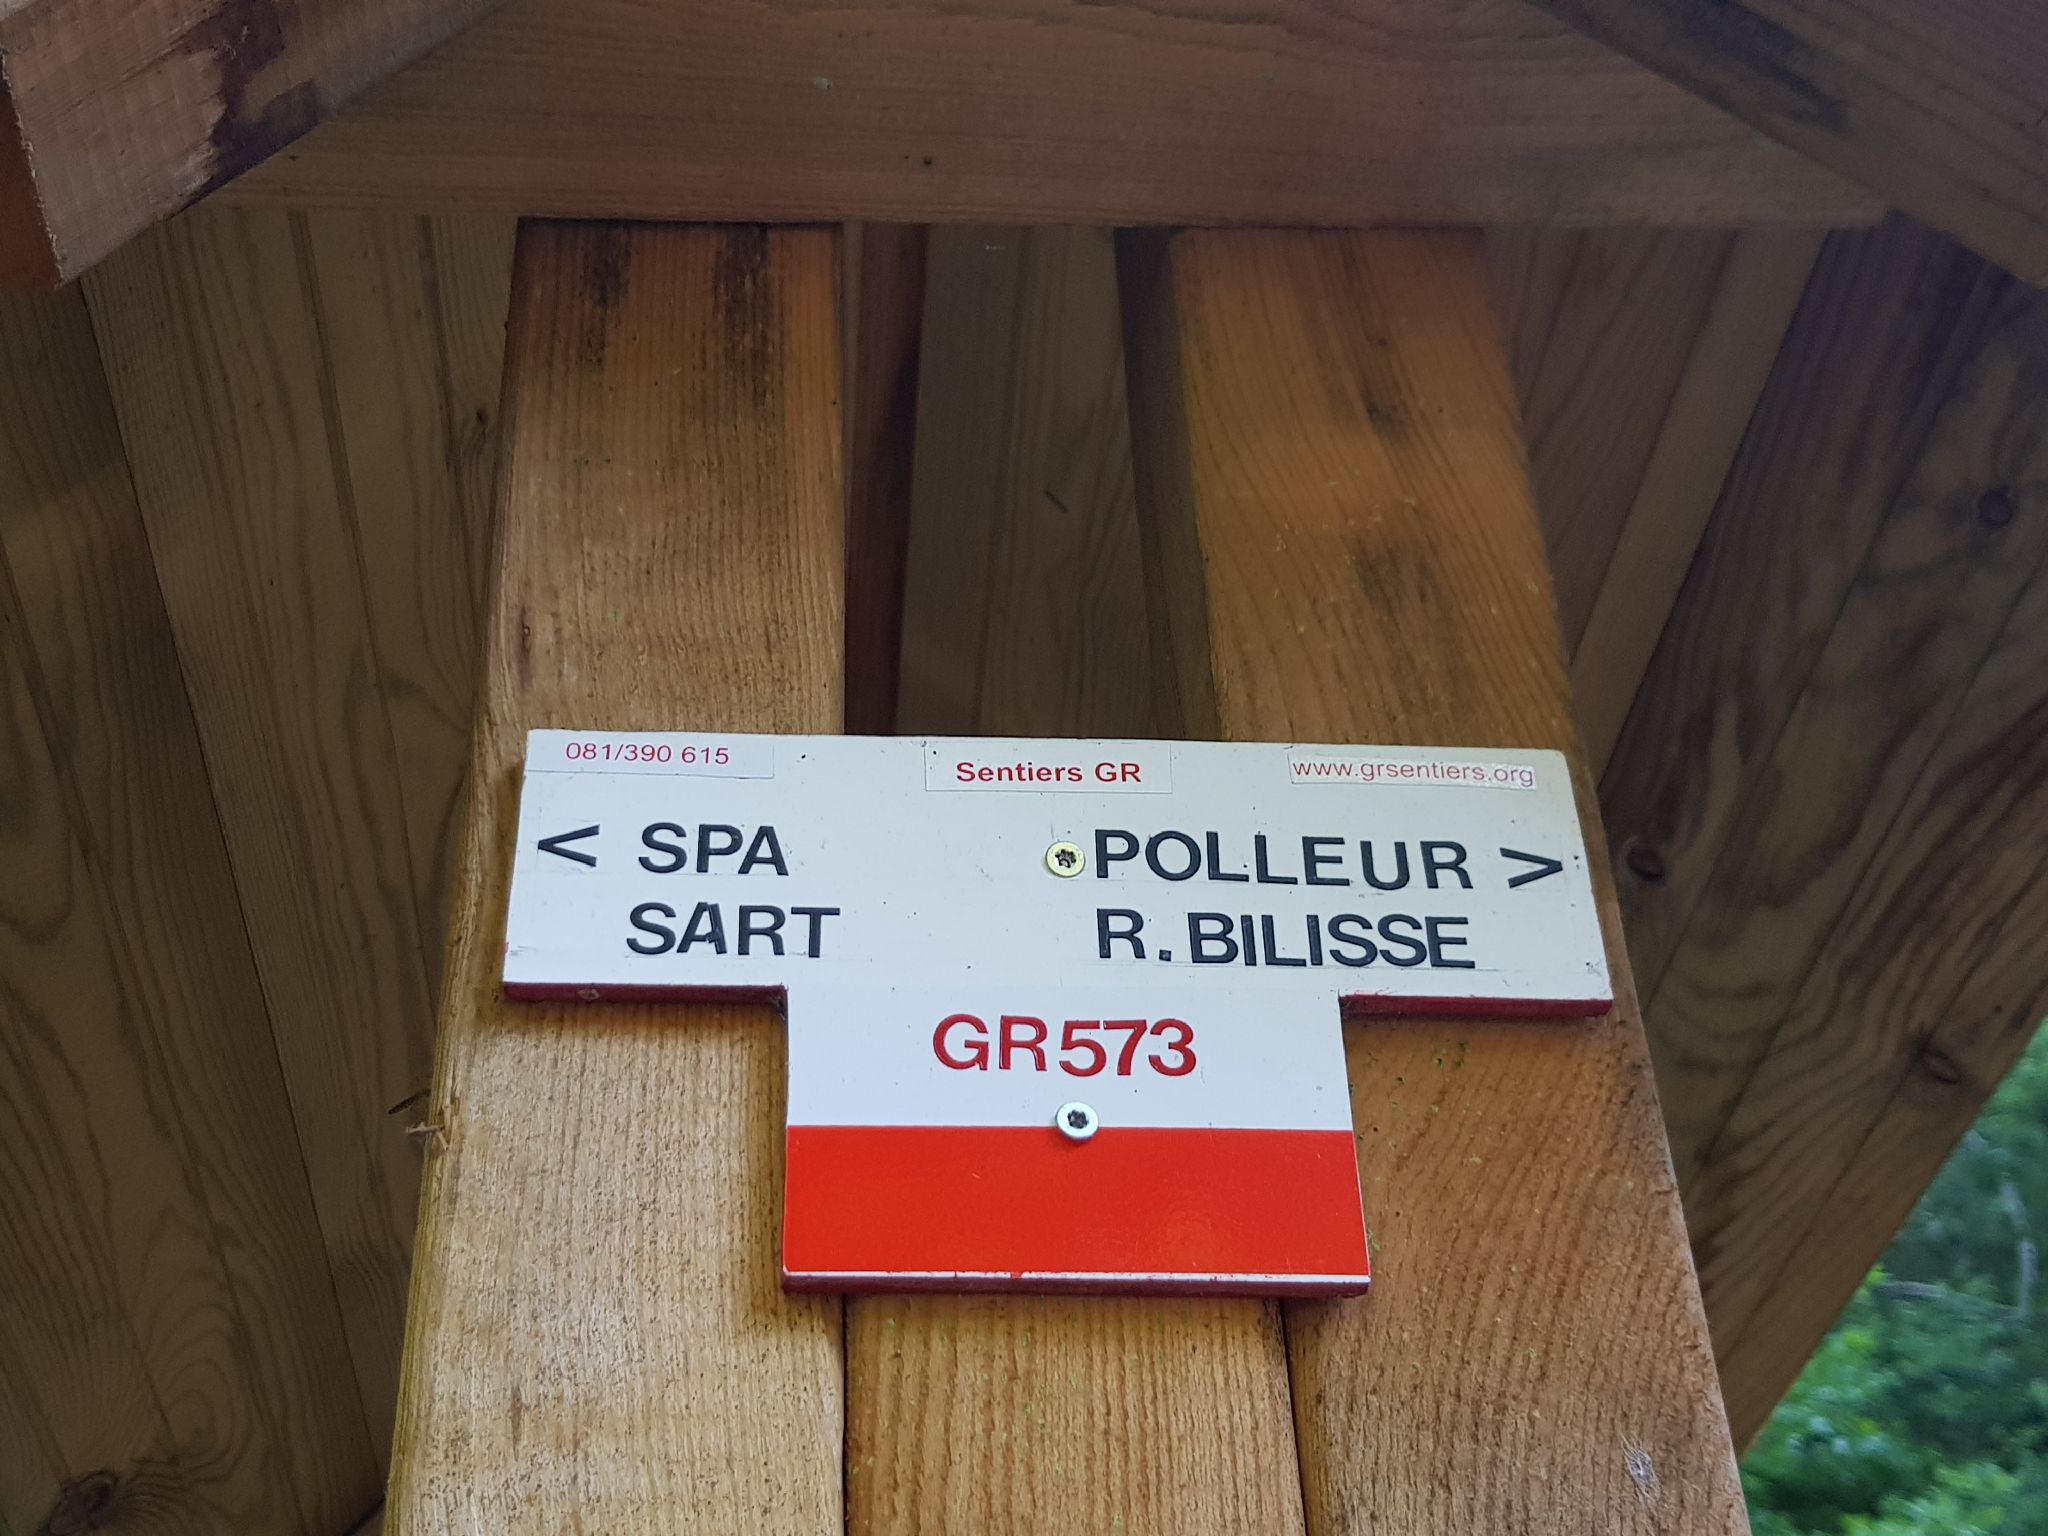 081/390 615 Sentiers GR www.grsentiers.org
< SPA POLLEUR >
SART R.BILISSE
GR573